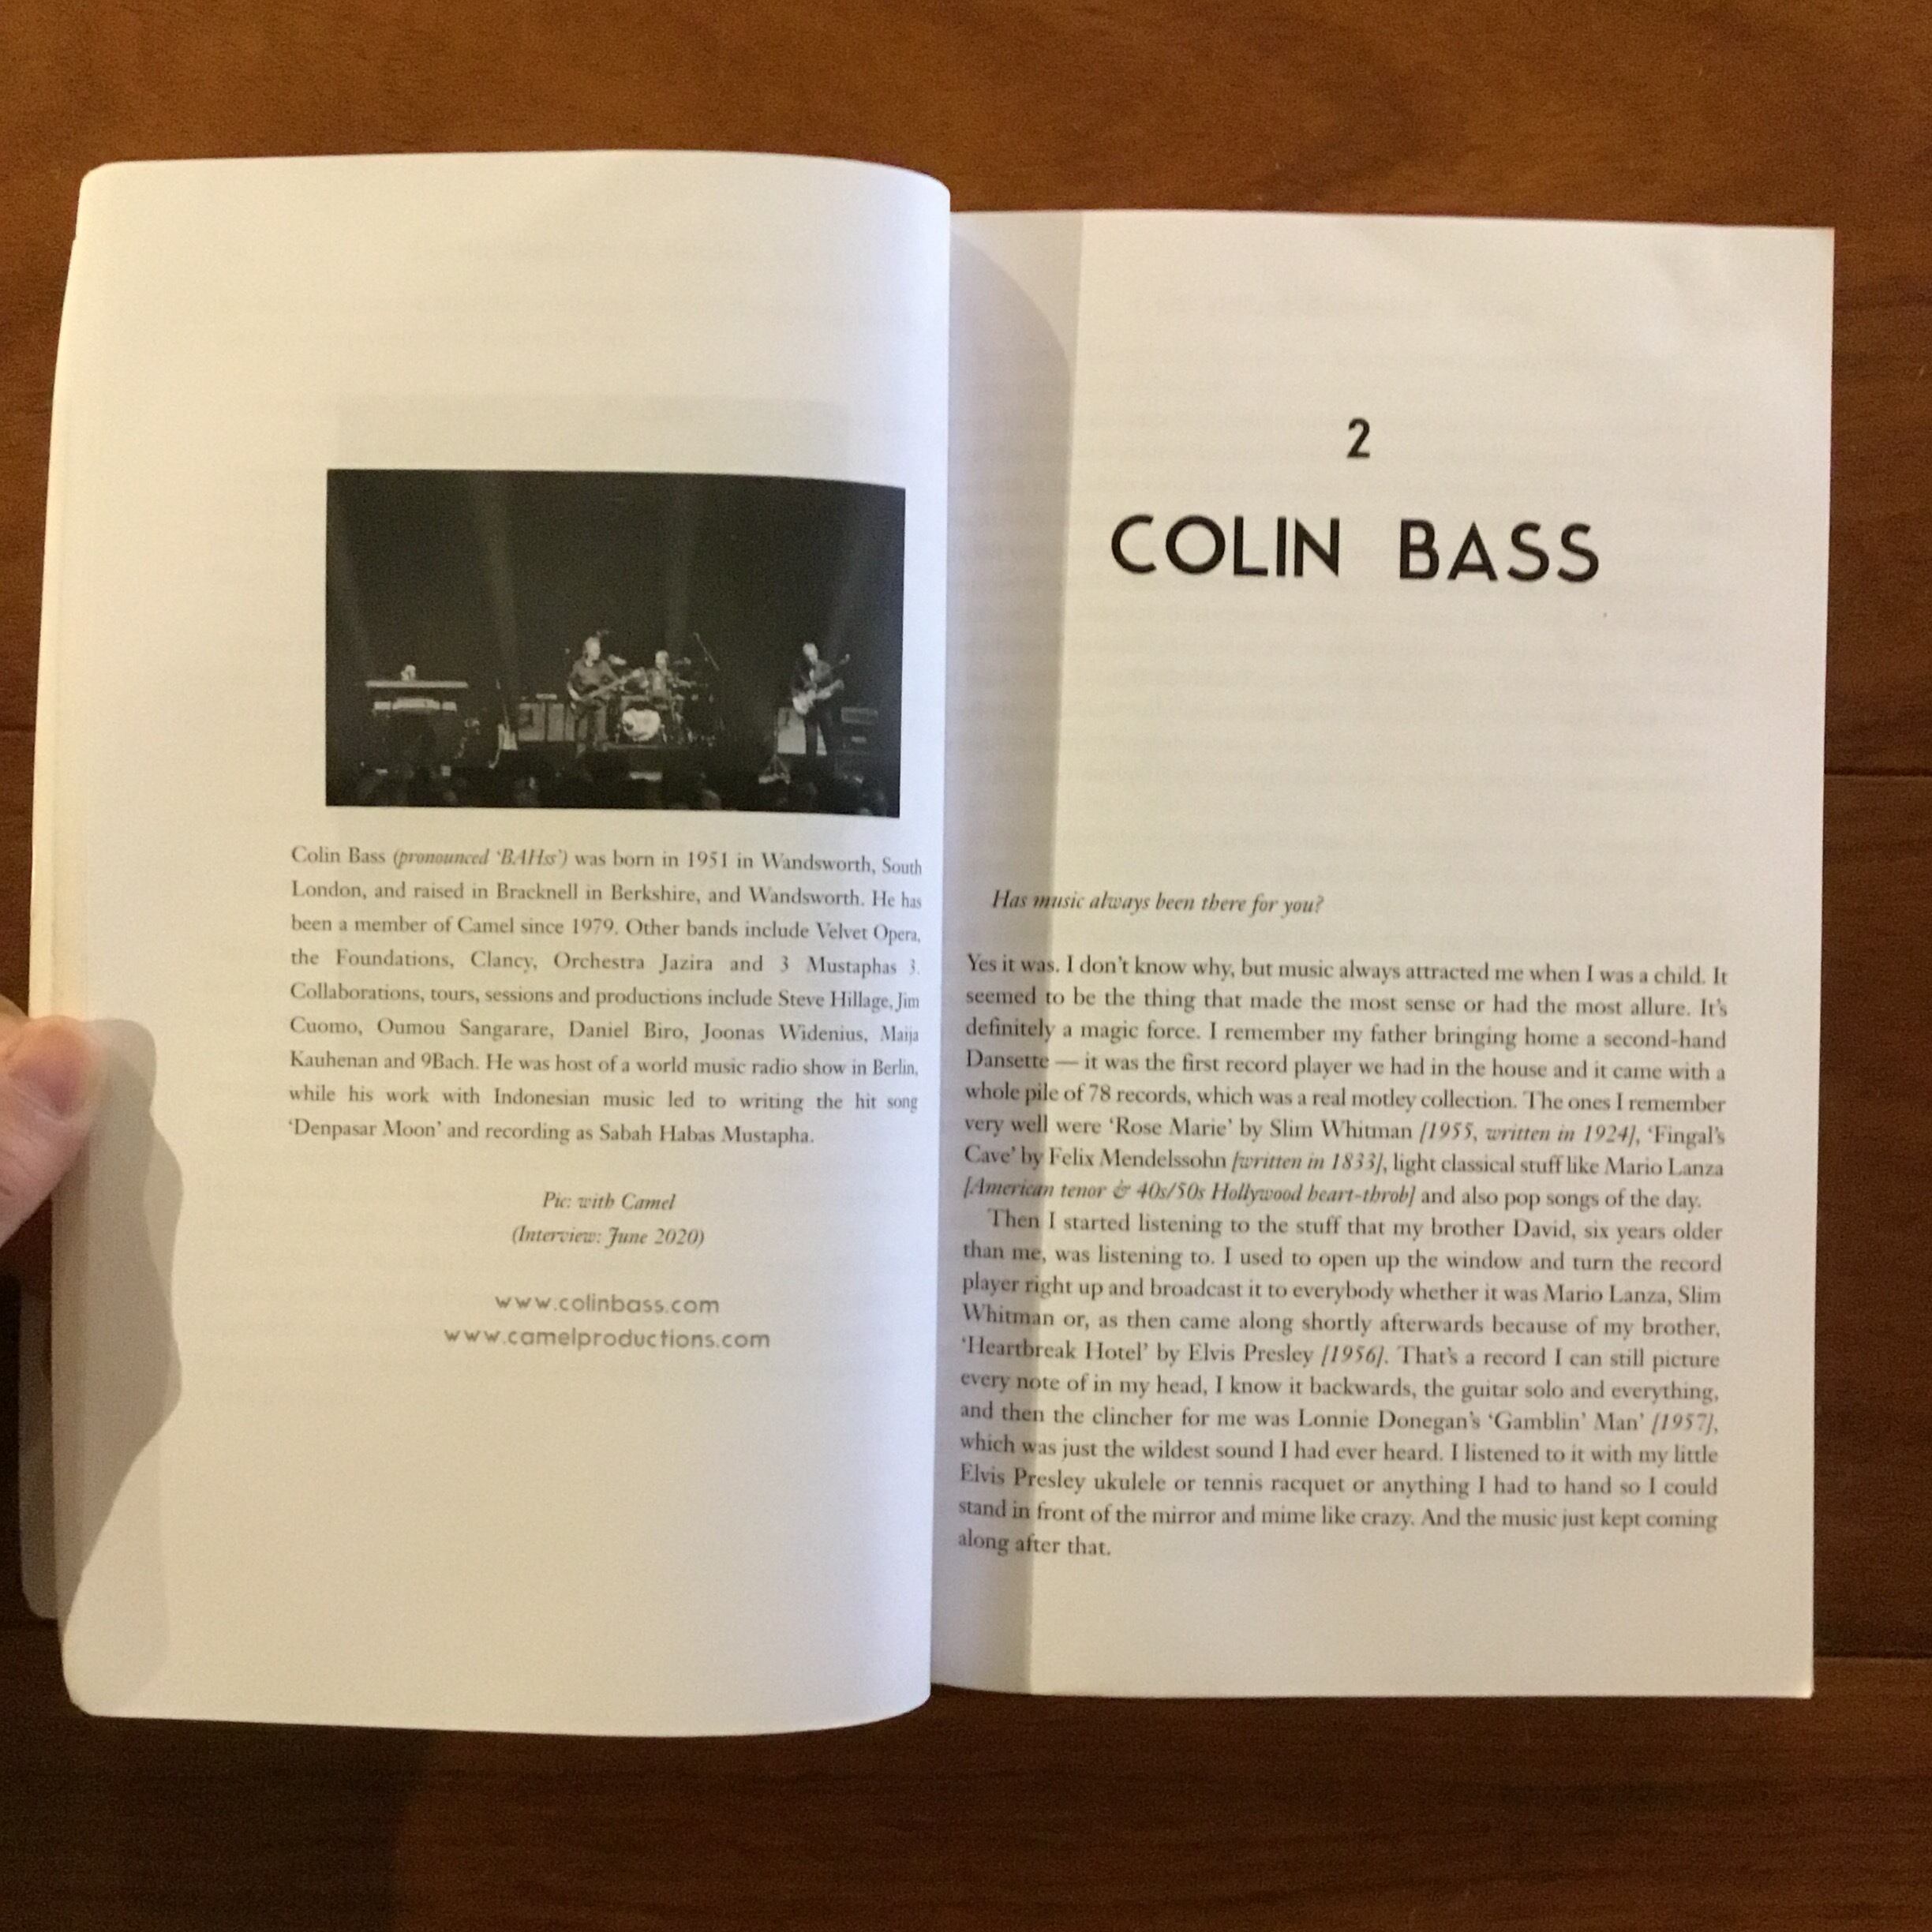 Colin Bass (pronounced ‘BAHss’) was born in 1951 in Wandsworth, South
London, and raised in Bracknell in Berkshire, and Wandsworth. He has
been a member of Camel since 1979. Other bands include Velvet Opera,
the Foundations, Clancy, Orchestra Jazira and 3 Mustaphas 3.
Collaborations, tours, sessions and productions include Steve Hillage, Jim
Cuomo, Oumou Sangarare, Daniel Biro, Joonas Widenius, Maija
Kauhenan and 9Bach. He was host of a world music radio show in Berlin,
while his work with Indonesian music led to writing the hit song
‘Denpasar Moon’ and recording as Sabah Habas Mustapha.
Pic: with Camel
(Interview: June 2020)
www.colinbass.com
www.camelproductions.com
2
COLIN BASS
Has music always been there for you?
Yes it was. I don’t know why, but music always attracted me when I was a child. It
seemed to be the thing that made the most sense or had the most allure. It’s
definitely a magic force. I remember my father bringing home a second-hand
Dansette — it was the first record player we had in the house and it came with a
whole pile of 78 records, which was a real motley collection. The ones I remember
very well were ‘Rose Marie’ by Slim Whitman [1955, written in 1924], ‘Fingal’s
Cave’ by Felix Mendelssohn [written in 1833], light classical stuff like Mario Lanza
[American tenor & 40s/50s Hollywood heart-throb] and also pop songs of the day.
Then I started listening to the stuff that my brother David, six years older
than me, was listening to. I used to open up the window and turn the record
player right up and broadcast it to everybody whether it was Mario Lanza, Slim
Whitman or, as then came along shortly afterwards because of my brother,
‘Heartbreak Hotel’ by Elvis Presley [1956]. That’s a record I can still picture
every note of in my head, I know it backwards, the guitar solo and everything,
and then the clincher for me was Lonnie Donegan’s ‘Gamblin’ Man’ [1957],
which was just the wildest sound I had ever heard. I listened to it with my little
Elvis Presley ukulele or tennis racquet or anything I had to hand so I could
stand in front of the mirror and mime like crazy. And the music just kept coming
along after that.